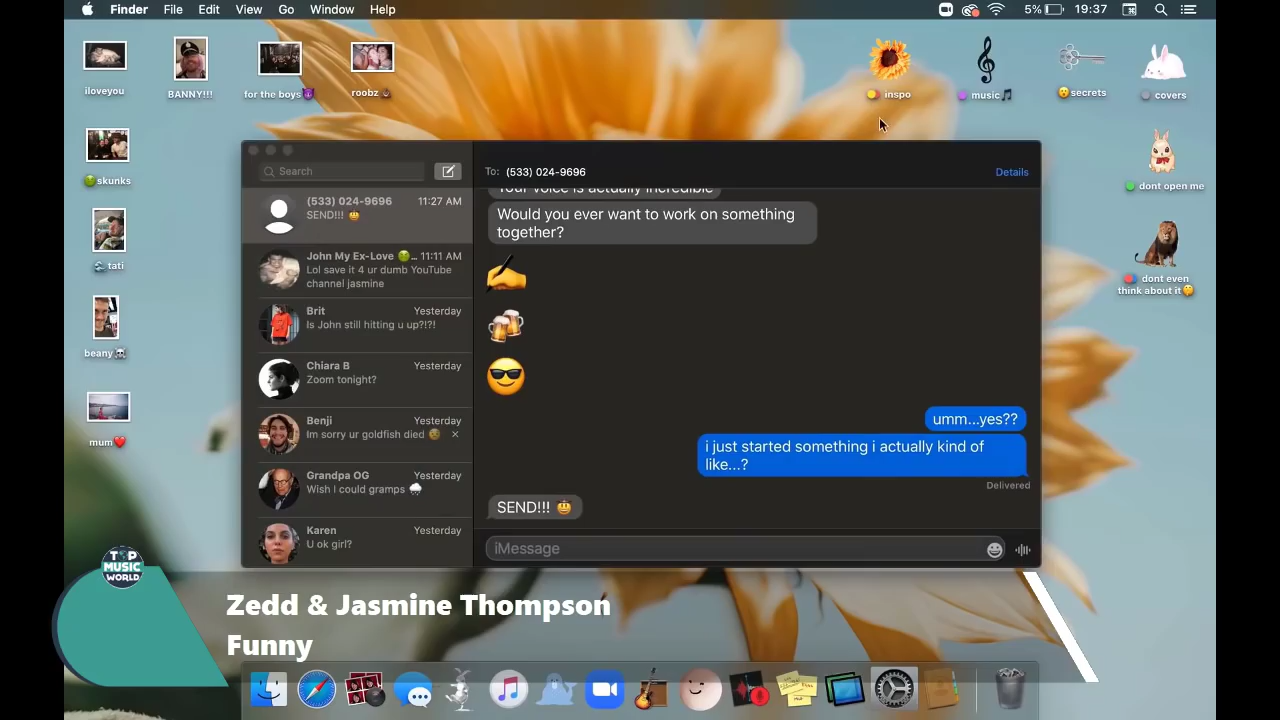 Finder File Edit View Go Window Help
5% 19:37
iloveyou
BANNY!!!
for the boys😈
roobz
inspo
music🎵
😗secrets
covers
🤢skunks
tati
beany☠️
mum❤️
dont open me
dont even
think about it🤫
Search
(533) 024-9696 11:27 AM
SEND!!! 🤠
John My Ex-Love 🤢... 11:11 AM
Lol save it 4 ur dumb YouTube
channel jasmine
Brit Yesterday
Is John still hitting u up?!?!
Chiara B Yesterday
Zoom tonight?
Benji Yesterday
Im sorry ur goldfish died 😢
Grandpa OG Yesterday
Wish I could gramps 🌧️
Karen Yesterday
U ok girl?
To: (533) 024-9696 Details
Your voice is actually incredible
Would you ever want to work on something
together?
✍️
🍻
😎
umm...yes??
i just started something i actually kind of
like...?
Delivered
SEND!!! 🤠
iMessage
TOP
MUSIC
WORLD
Zedd & Jasmine Thompson
Funny